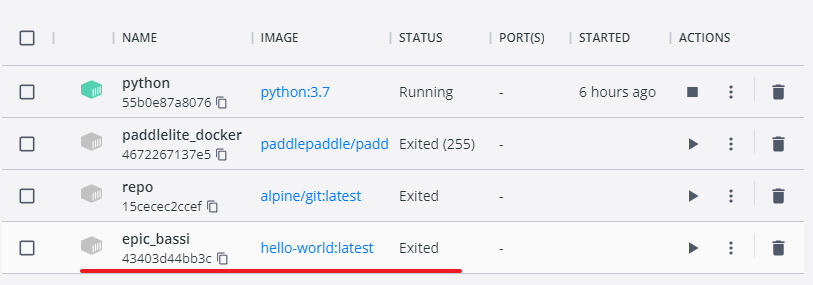 NAME IMAGE STATUS PORT(S) STARTED ACTIONS
python
55b0e87a8076
python:3.7 Running - 6 hours ago
paddlelite_docker
4672267137e5
paddlepaddle/padd Exited (255) -
repo
15cecec2ccef
alpine/git:latest Exited -
epic_bassi
43403d44bb3c
hello-world:latest Exited -